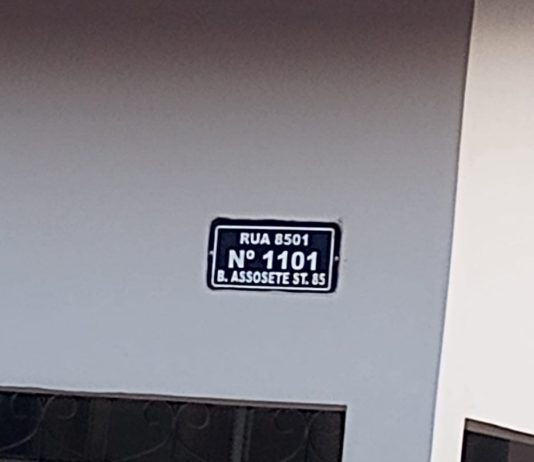 RUA 8501
Nº 1101
B. ASSOSETE ST. 85